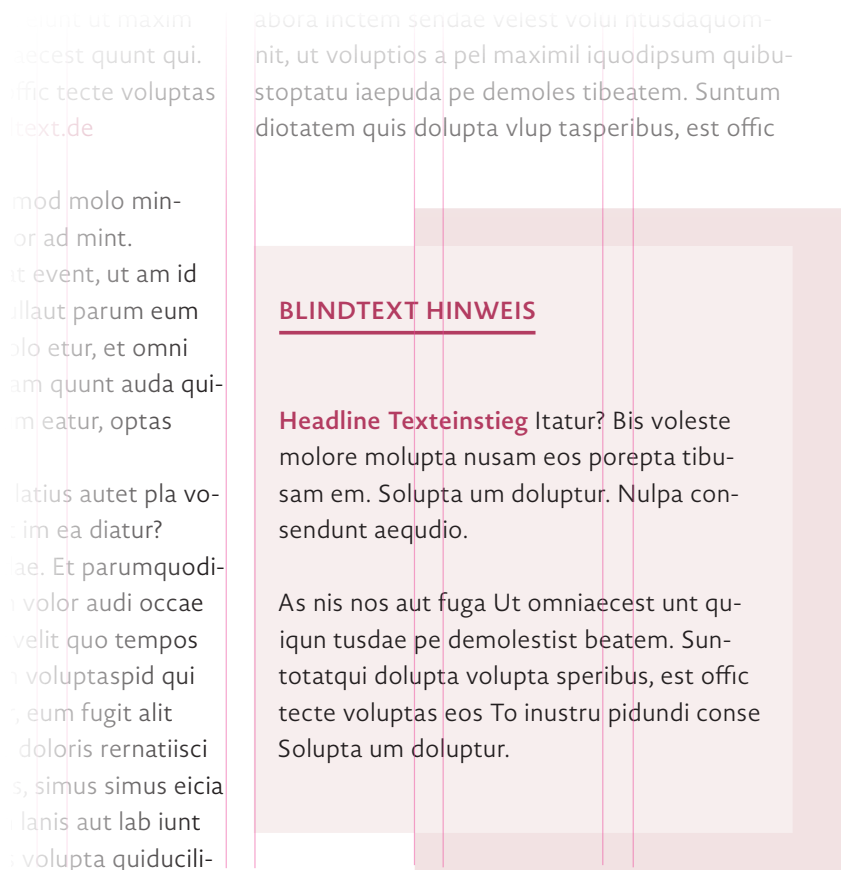 ut maxim
quunt qui.
tecte voluptas
text.de
mod molo min-
or ad mint.
event, ut am id
parum eum
etur, et omni
am quunt auda qui-
eatur, optas
autet pla vo-
im ea diatur?
ae. Et parumquodi-
volor audi occae
velit quo tempos
voluptaspid qui
eum fugit alit
doloris rernatiisci
simus simus eicia
lanis aut lab iunt
volupta quiducili-
abora inctem sendae velest volui ntusdaquom-
nit, ut voluptios a pel maximil iquodipsum quibu-
stoptatu iaepuda pe demoles tibeatem. Suntum
diotatem quis dolupta vlup tasperibus, est offic
BLINDTEXT HINWEIS
Headline Texteinstieg Itatur? Bis voleste
molore molupta nusam eos porepta tibu-
sam em. Solupta um doluptur. Nulpa con-
sendunt aequdio.
As nis nos aut fuga Ut omniaecest unt qu-
iqun tusdae pe demolestist beatem. Sun-
totatqui dolupta volupta speribus, est offic
tecte voluptas eos To inustru pidundi conse
Solupta um doluptur.